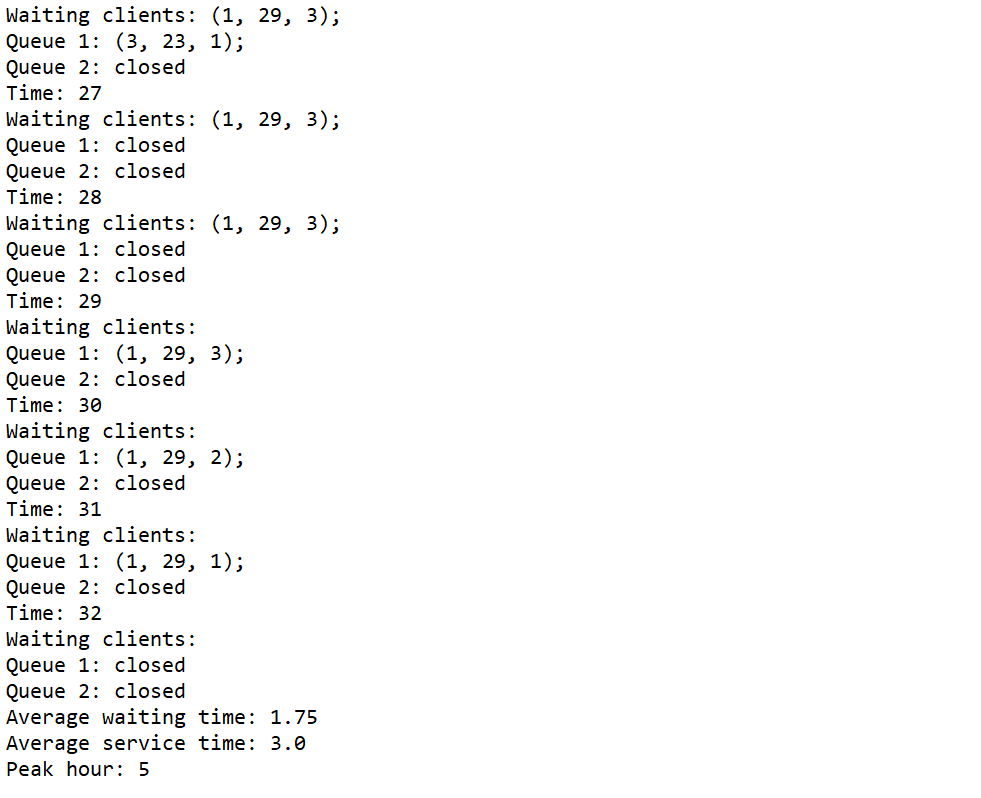 Waiting clients: (1, 29, 3);
Queue 1: (3, 23, 1);
Queue 2: closed
Time: 27
Waiting clients: (1, 29, 3);
Queue 1: closed
Queue 2: closed
Time: 28
Waiting clients: (1, 29, 3);
Queue 1: closed
Queue 2: closed
Time: 29
Waiting clients:
Queue 1: (1, 29, 3);
Queue 2: closed
Time: 30
Waiting clients:
Queue 1: (1, 29, 2);
Queue 2: closed
Time: 31
Waiting clients:
Queue 1: (1, 29, 1);
Queue 2: closed
Time: 32
Waiting clients:
Queue 1: closed
Queue 2: closed
Average waiting time: 1.75
Average service time: 3.0
Peak hour: 5